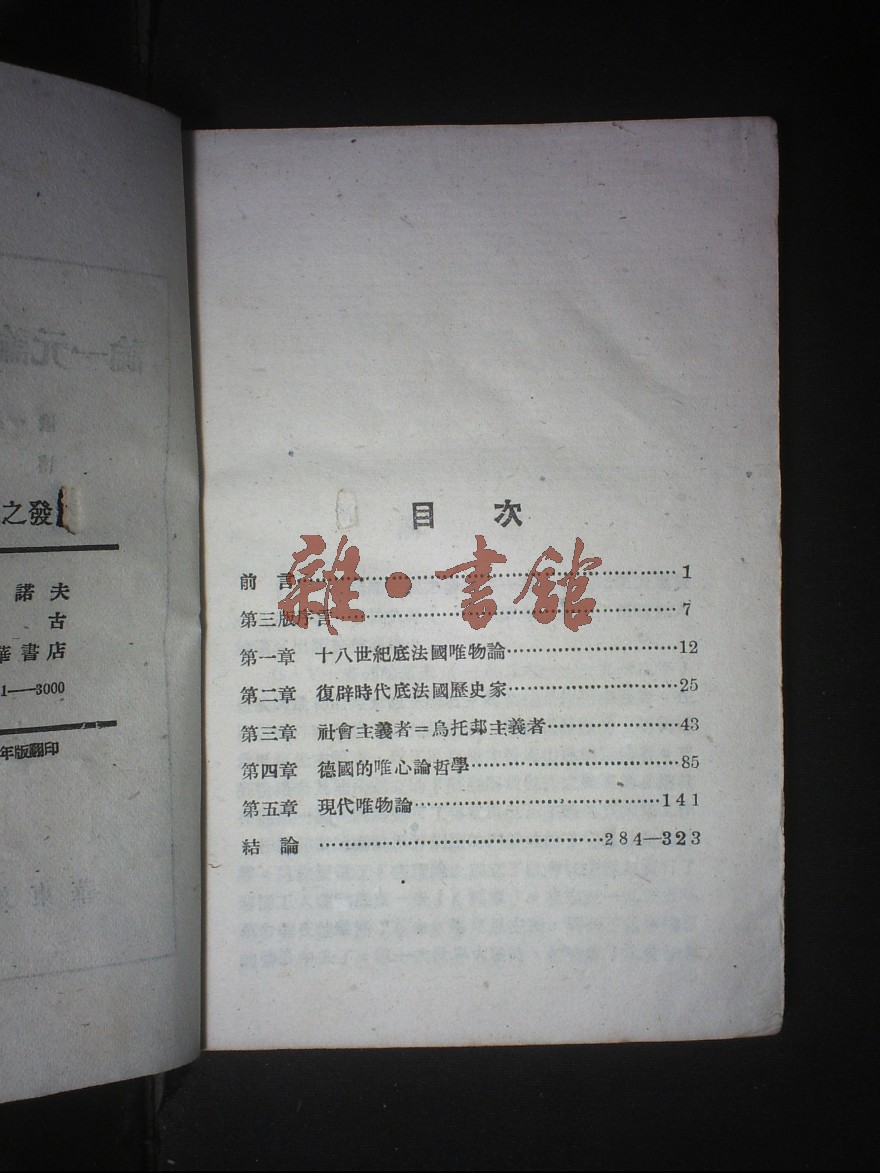 目 次
前 言 1
第三版序言 7
第一章 十八世紀底法國唯物論 12
第二章 復辟時代底法國歷史家 25
第三章 社會主義者＝烏托邦主義者 43
第四章 德國的唯心論哲學 85
第五章 現代唯物論 141
結 論 284—323
雜·書館
之發
諾夫
古
華書店
1—3000
年版翻印